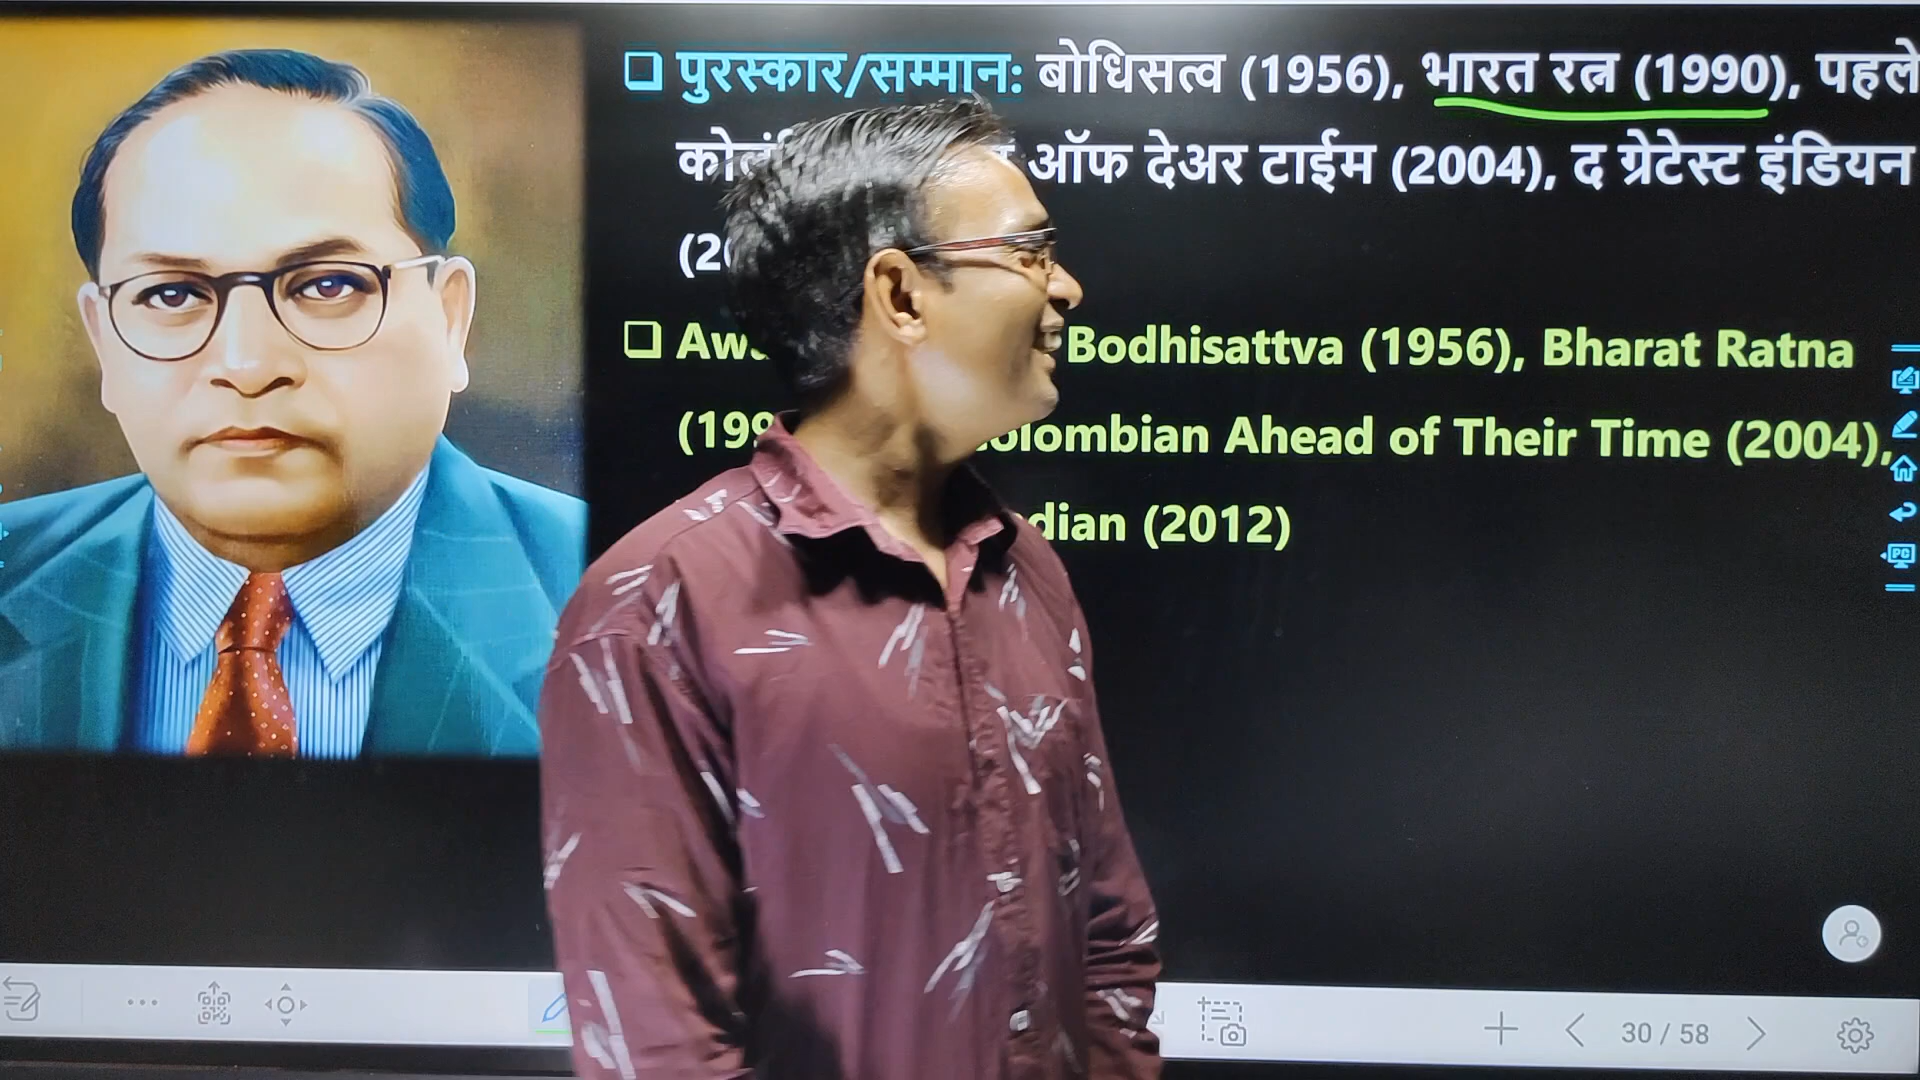 ❑ पुरस्कार/सम्मान: बोधिसत्व (1956), भारत रत्न (1990), पहले
ऑफ देअर टाईम (2004), द ग्रेटेस्ट इंडियन
❑ Bodhisattva (1956), Bharat Ratna
Ahead of Their Time (2004),
(2012)
PC
30 / 58